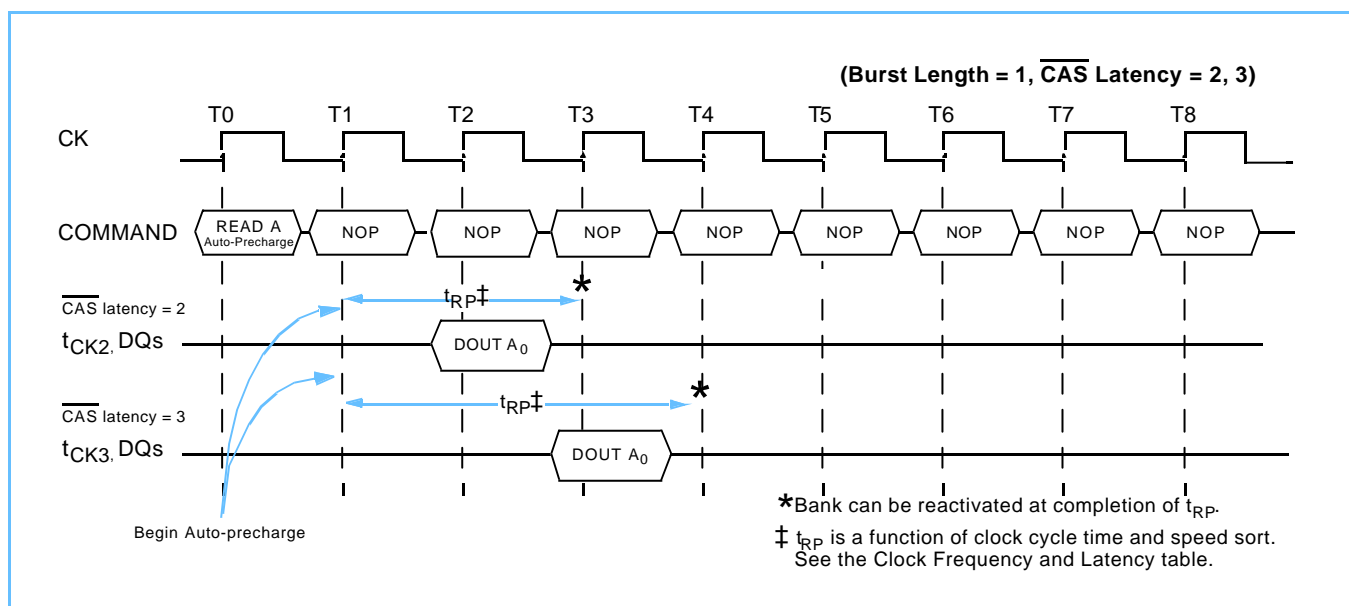 (Burst Length = 1, CAS Latency = 2, 3)
T0 T1 T2 T3 T4 T5 T6 T7 T8
CK
COMMAND
READ A
Auto-Precharge
NOP NOP NOP NOP NOP NOP NOP NOP
*
tRP‡
CAS latency = 2
tCK2, DQs
DOUT A0
*
tRP‡
CAS latency = 3
tCK3, DQs
DOUT A0
Begin Auto-precharge
*Bank can be reactivated at completion of tRP.
‡ tRP is a function of clock cycle time and speed sort.
See the Clock Frequency and Latency table.